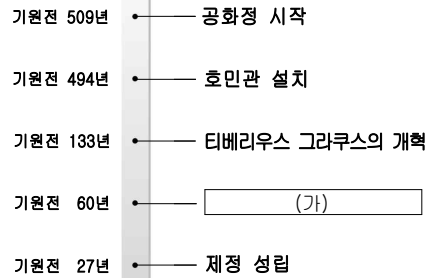 기원전 509년 공화정 시작
기원전 494년 호민관 설치
기원전 133년 티베리우스 그라쿠스의 개혁
기원전 60년 (가)
기원전 27년 제정 성립